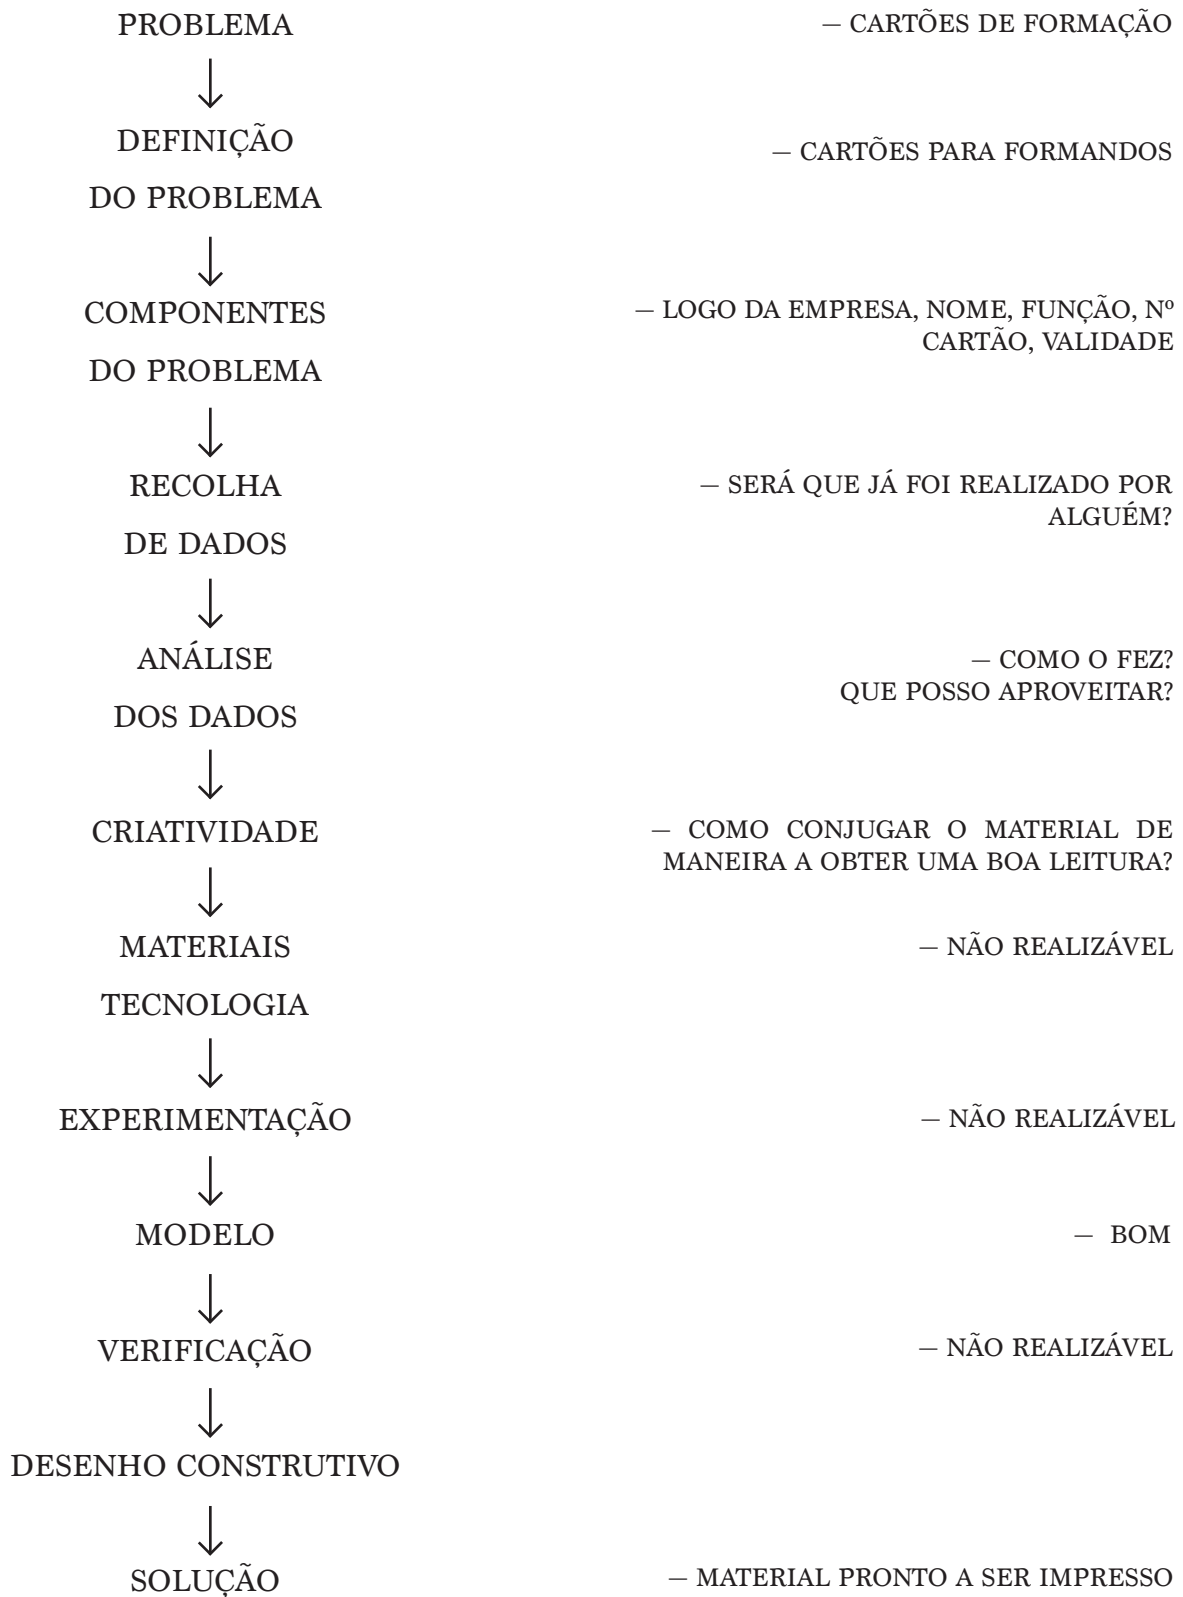 PROBLEMA
— CARTÕES DE FORMAÇÃO
DEFINIÇÃO
DO PROBLEMA
— CARTÕES PARA FORMANDOS
COMPONENTES
DO PROBLEMA
— LOGO DA EMPRESA, NOME, FUNÇÃO, Nº
CARTÃO, VALIDADE
RECOLHA
DE DADOS
— SERÁ QUE JÁ FOI REALIZADO POR
ALGUÉM?
ANÁLISE
DOS DADOS
— COMO O FEZ?
QUE POSSO APROVEITAR?
CRIATIVIDADE
— COMO CONJUGAR O MATERIAL DE
MANEIRA A OBTER UMA BOA LEITURA?
MATERIAIS
TECNOLOGIA
— NÃO REALIZÁVEL
EXPERIMENTAÇÃO
— NÃO REALIZÁVEL
MODELO
— BOM
VERIFICAÇÃO
— NÃO REALIZÁVEL
DESENHO CONSTRUTIVO
SOLUÇÃO
— MATERIAL PRONTO A SER IMPRESSO